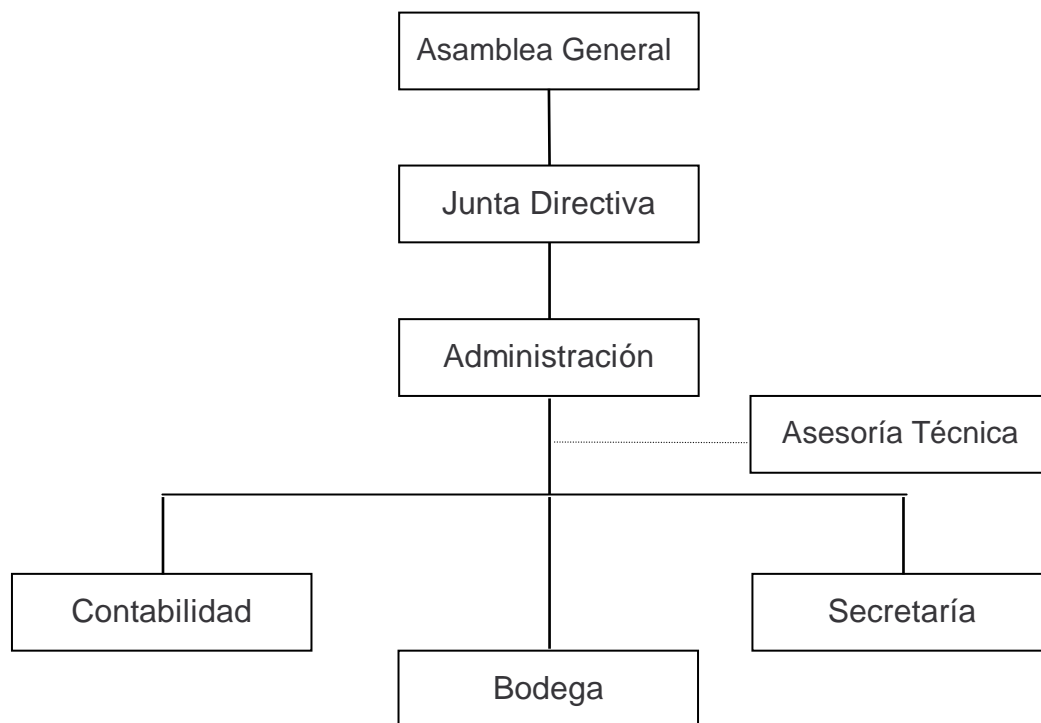 Asamblea General
Junta Directiva
Administración
Asesoría Técnica
Contabilidad
Secretaría
Bodega